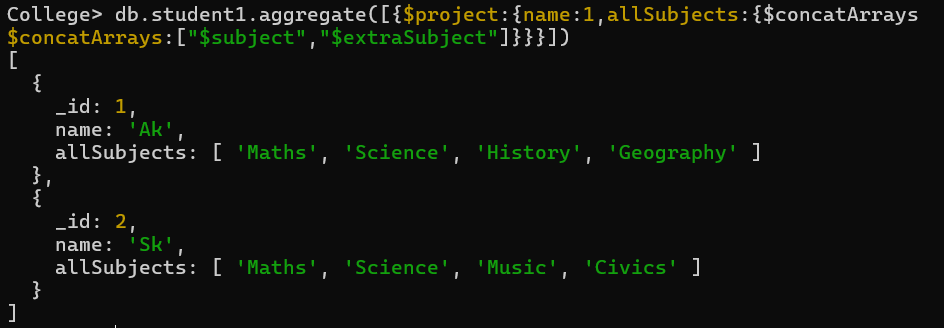 College> db.student1.aggregate([{$project:{name:1,allSubjects:{$concatArrays
$concatArrays:["$subject","$extraSubject"]}}}])
[
  {
    _id: 1,
    name: 'Ak',
    allSubjects: [ 'Maths', 'Science', 'History', 'Geography' ]
  },
  {
    _id: 2,
    name: 'Sk',
    allSubjects: [ 'Maths', 'Science', 'Music', 'Civics' ]
  }
]